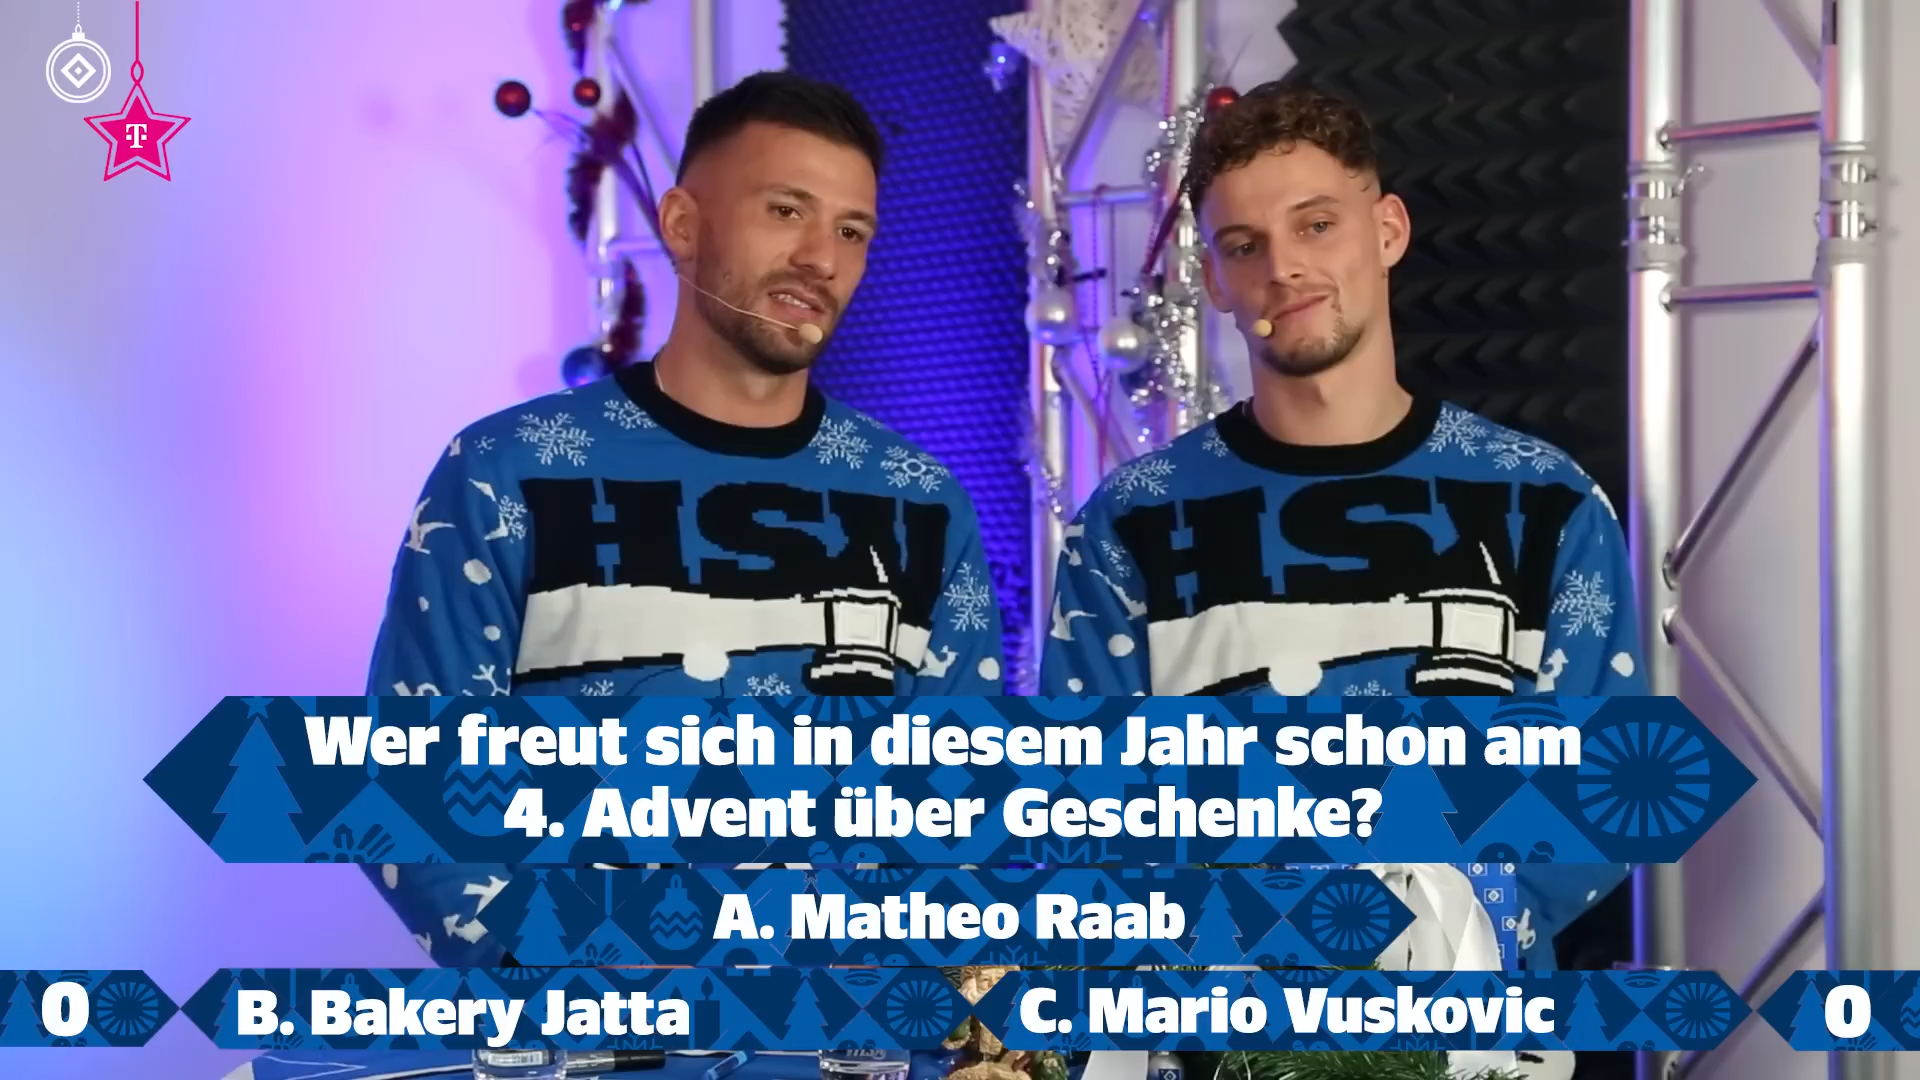 T
HSV
HSV
Wer freut sich in diesem Jahr schon am
4. Advent über Geschenke?
A. Matheo Raab
0
B. Bakery Jatta
C. Mario Vuskovic
0